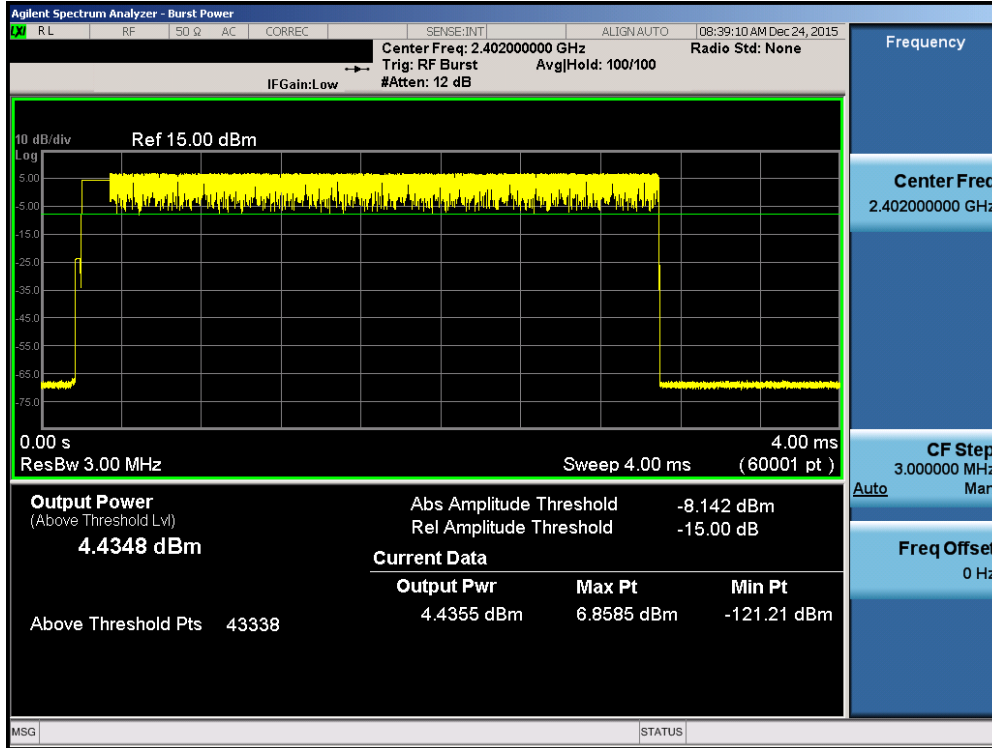 Agilent Spectrum Analyzer - Burst Power
LXI RL RF 50 Ω AC CORREC SENSE:INT ALIGN AUTO 08:39:10 AM Dec 24, 2015
Center Freq: 2.402000000 GHz Radio Std: None
Trig: RF Burst Avg|Hold: 100/100
IFGain:Low #Atten: 12 dB
10 dB/div Ref 15.00 dBm
Log
5.00
-5.00
-15.0
-25.0
-35.0
-45.0
-55.0
-65.0
-75.0
0.00 s 4.00 ms
ResBw 3.00 MHz Sweep 4.00 ms (60001 pt)
Output Power
(Above Threshold Lvl)
4.4348 dBm
Above Threshold Pts 43338
Abs Amplitude Threshold -8.142 dBm
Rel Amplitude Threshold -15.00 dB
Current Data
Output Pwr Max Pt Min Pt
4.4355 dBm 6.8585 dBm -121.21 dBm
Frequency
Center Freq
2.402000000 GHz
CF Step
3.000000 MHz
Auto Man
Freq Offset
0 Hz
MSG STATUS